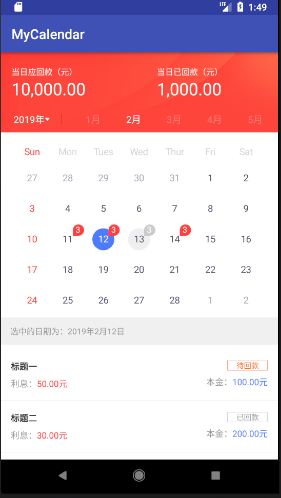 1:49
MyCalendar
当日应回款（元） 当日已回款（元）
10,000.00 1,000.00
2019年 1月 2月 3月 4月 5月
Sun Mon Tues Wed Thur Fri Sat
27 28 29 30 31 1 2
3 4 5 6 7 8 9
10 11 3 12 3 13 3 14 3 15 16
17 18 19 20 21 22 23
24 25 26 27 28 1 2
选中的日期为：2019年2月12日
标题一 待回款
利息：50.00元 本金：100.00元
标题二 已回款
利息：30.00元 本金：200.00元